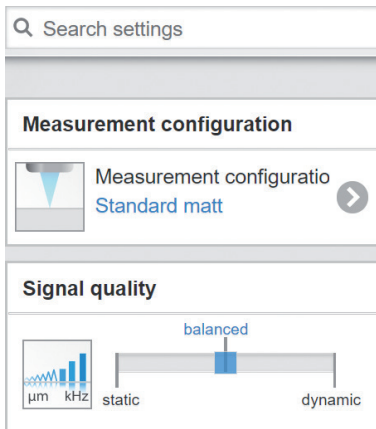 Search settings
Measurement configuration
Measurement configuratio
Standard matt
Signal quality
balanced
µm kHz
static dynamic